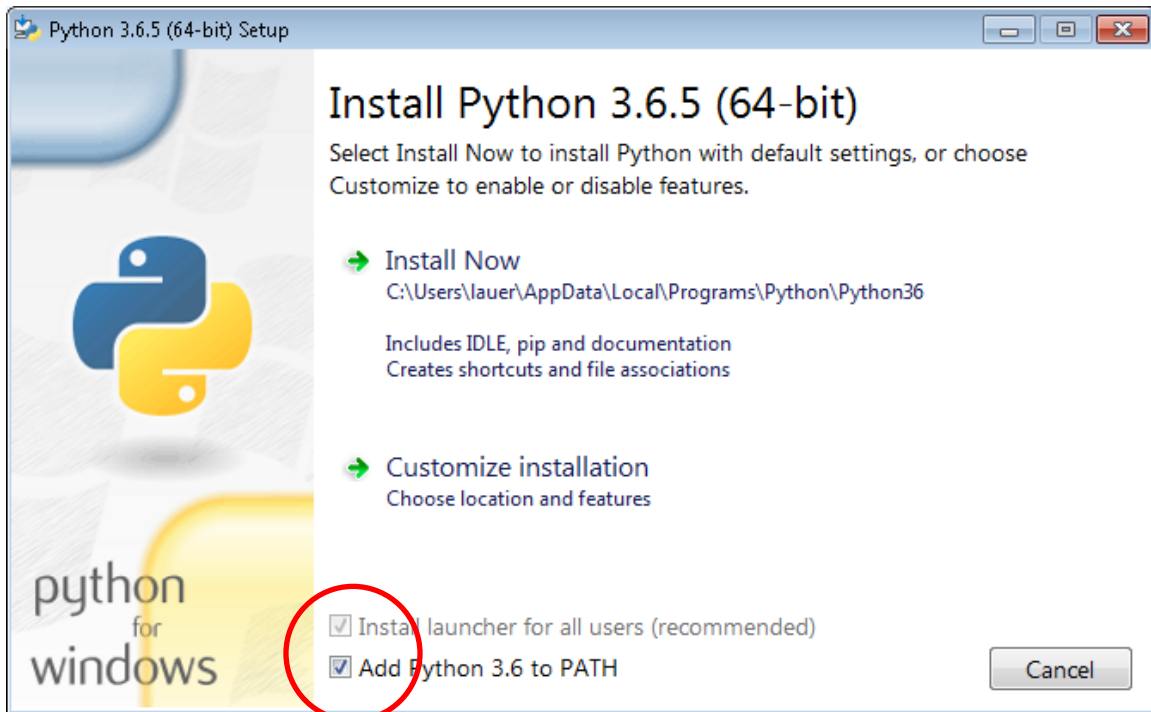 Python 3.6.5 (64-bit) Setup
Install Python 3.6.5 (64-bit)
Select Install Now to install Python with default settings, or choose
Customize to enable or disable features.
Install Now
C:\Users\lauer\AppData\Local\Programs\Python\Python36
Includes IDLE, pip and documentation
Creates shortcuts and file associations
Customize installation
Choose location and features
python
for
windows
Install launcher for all users (recommended)
Add Python 3.6 to PATH
Cancel